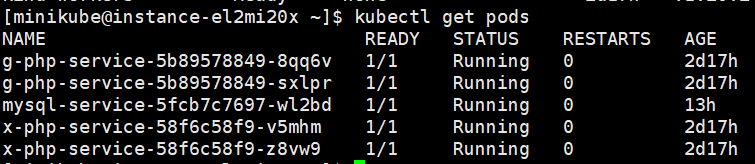 [minikube@instance-el2mi20x ~]$ kubectl get pods
NAME READY STATUS RESTARTS AGE
g-php-service-5b89578849-8qq6v 1/1 Running 0 2d17h
g-php-service-5b89578849-sxlpr 1/1 Running 0 2d17h
mysql-service-5fcb7c7697-wl2bd 1/1 Running 0 13h
x-php-service-58f6c58f9-v5mhm 1/1 Running 0 2d17h
x-php-service-58f6c58f9-z8vw9 1/1 Running 0 2d17h